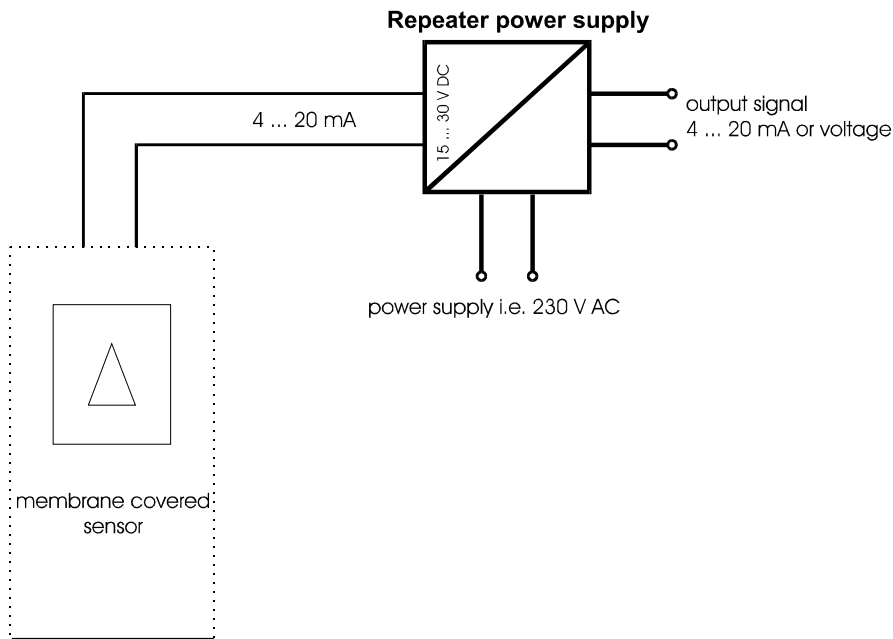 Repeater power supply
15 ... 30 V DC
4 ... 20 mA
output signal
4 ... 20 mA or voltage
power supply i.e. 230 V AC
membrane covered
sensor